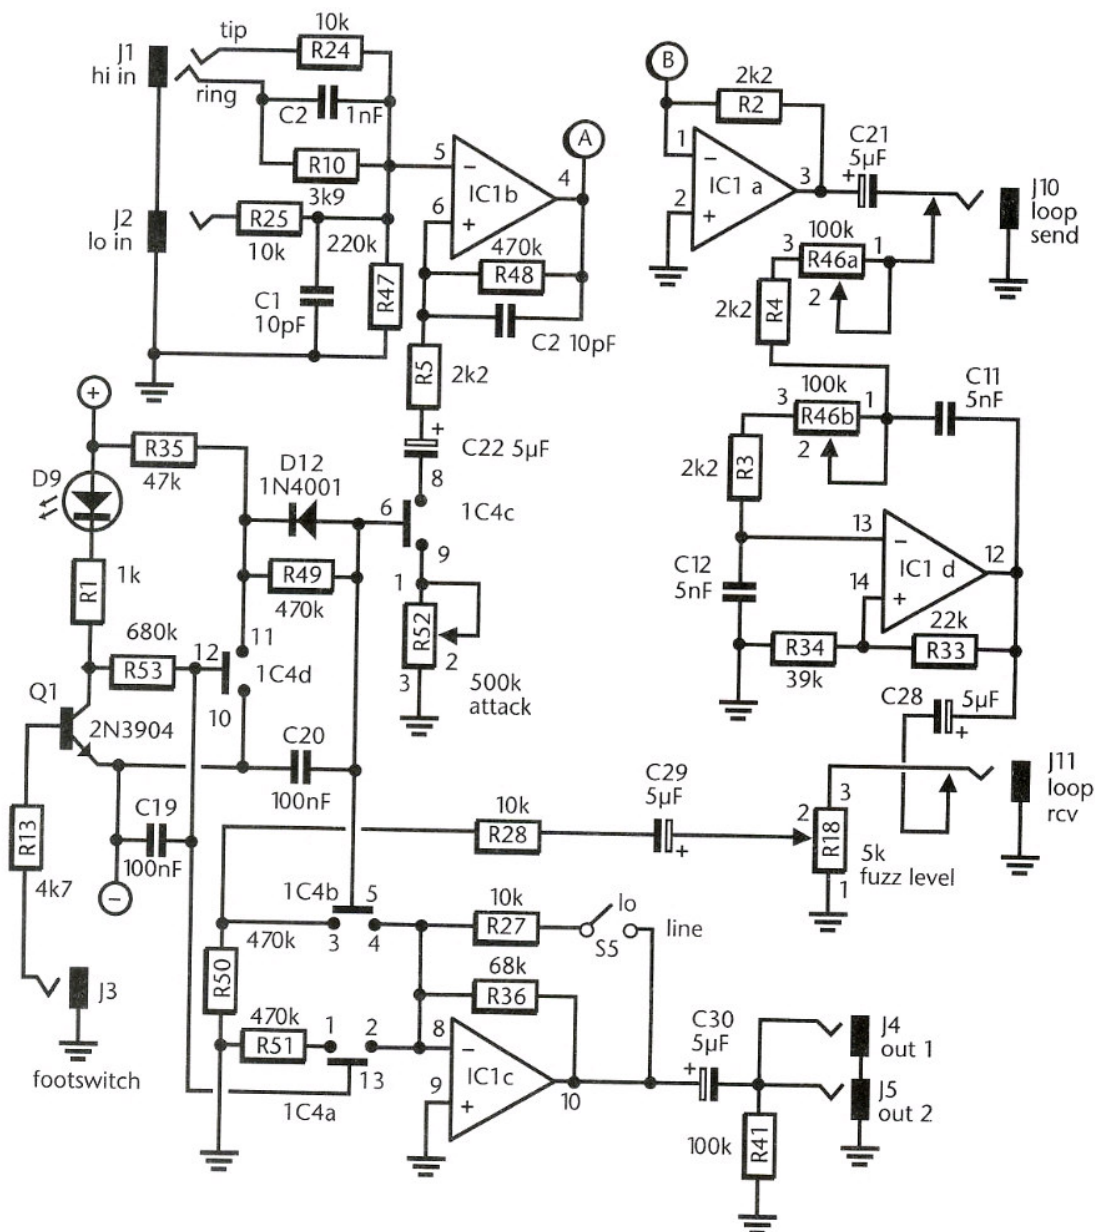 10k
tip
R24
J1
hi in
ring
C2
1nF
R10
3k9
5
−
IC1b
4
A
6
+
J2
lo in
R25
10k
220k
R47
470k
R48
C1
10pF
C2 10pF
R5
2k2
+
C22 5µF
8
1C4c
6
9
1
R52
2
3
500k
attack
+
R35
47k
D9
D12
1N4001
R49
470k
R1
1k
680k
R53
12
11
1C4d
10
Q1
2N3904
C20
100nF
C19
100nF
R13
4k7
−
J3
footswitch
B
2k2
R2
1
−
IC1 a
3
2
+
C21
5µF
+
J10
loop
send
100k
3
R46a
1
2
2k2
R4
100k
3
R46b
1
2
C11
5nF
2k2
R3
13
−
IC1 d
12
14
+
C12
5nF
R34
39k
22k
R33
C28
5µF
+
J11
loop
rcv
C29
5µF
+
10k
R28
3
2
R18
1
5k
fuzz level
1C4b
5
3
4
470k
R50
10k
R27
lo
S5
line
68k
R36
470k
R51
1
2
13
1C4a
8
−
IC1c
9
+
10
C30
5µF
+
100k
R41
J4
out 1
J5
out 2